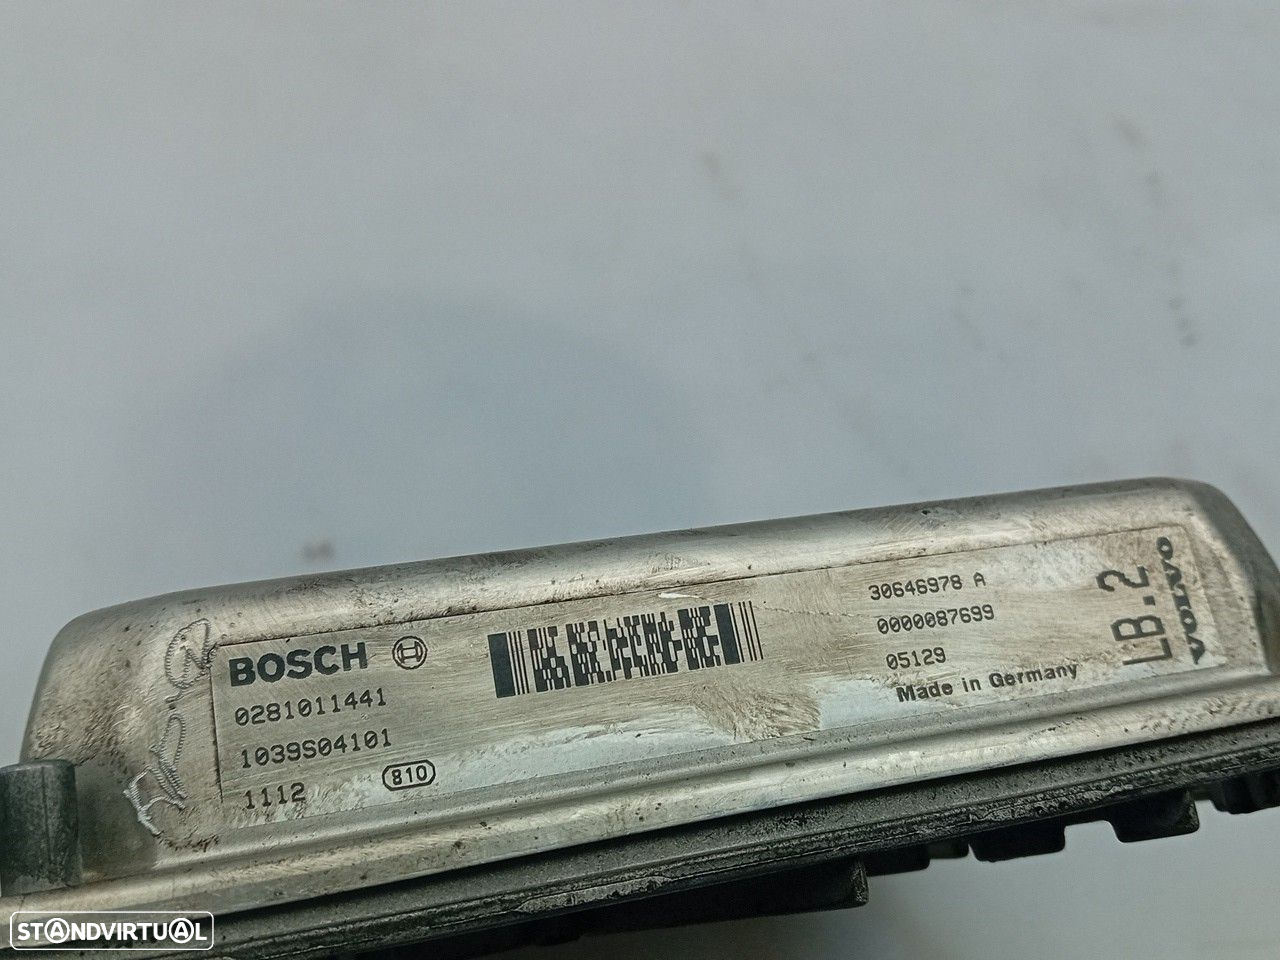 BOSCH
0281011441
1039S04101
1112 810
30646978 A
0000087699
05129
Made in Germany
LB.2
VOLVO
STANDVIRTUAL